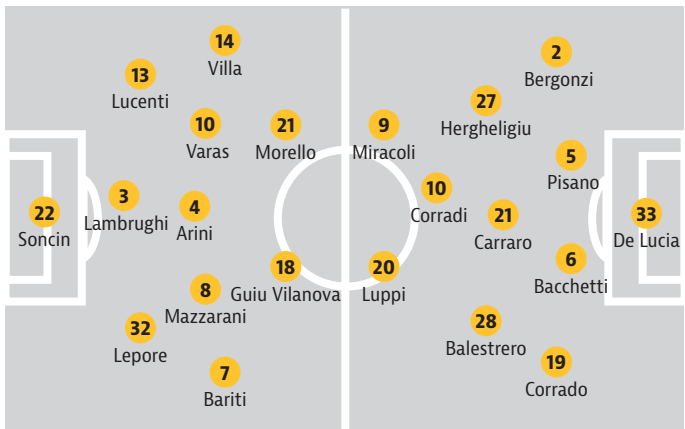 14
Villa
13
Lucenti
10
Varas
21
Morello
3
Lambrughi
4
Arini
22
Soncin
18
Guiu Vilanova
8
Mazzarani
32
Lepore
7
Bariti
2
Bergonzi
27
Hergheligiu
9
Miracoli
5
Pisano
10
Corradi
21
Carraro
33
De Lucia
20
Luppi
6
Bacchetti
28
Balestrero
19
Corrado